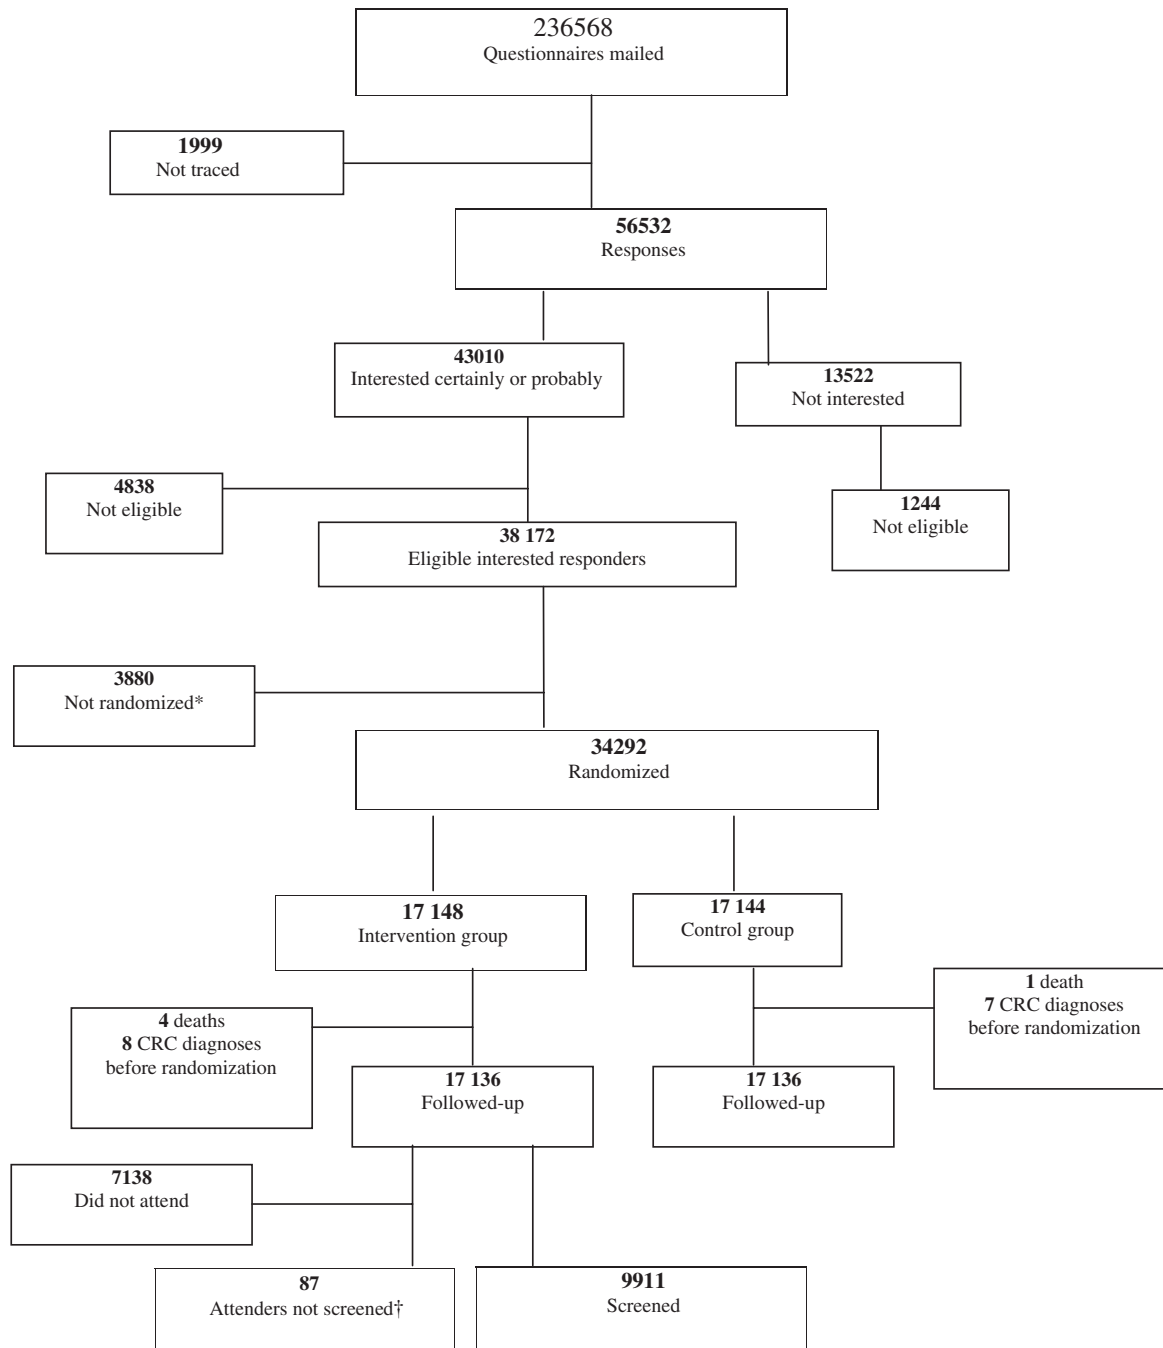 236568
Questionnaires mailed
1999
Not traced
56532
Responses
43010
Interested certainly or probably
13522
Not interested
4838
Not eligible
1244
Not eligible
38 172
Eligible interested responders
3880
Not randomized*
34292
Randomized
17 148
Intervention group
17 144
Control group
1 death
7 CRC diagnoses
before randomization
4 deaths
8 CRC diagnoses
before randomization
17 136
Followed-up
17 136
Followed-up
7138
Did not attend
87
Attenders not screened†
9911
Screened